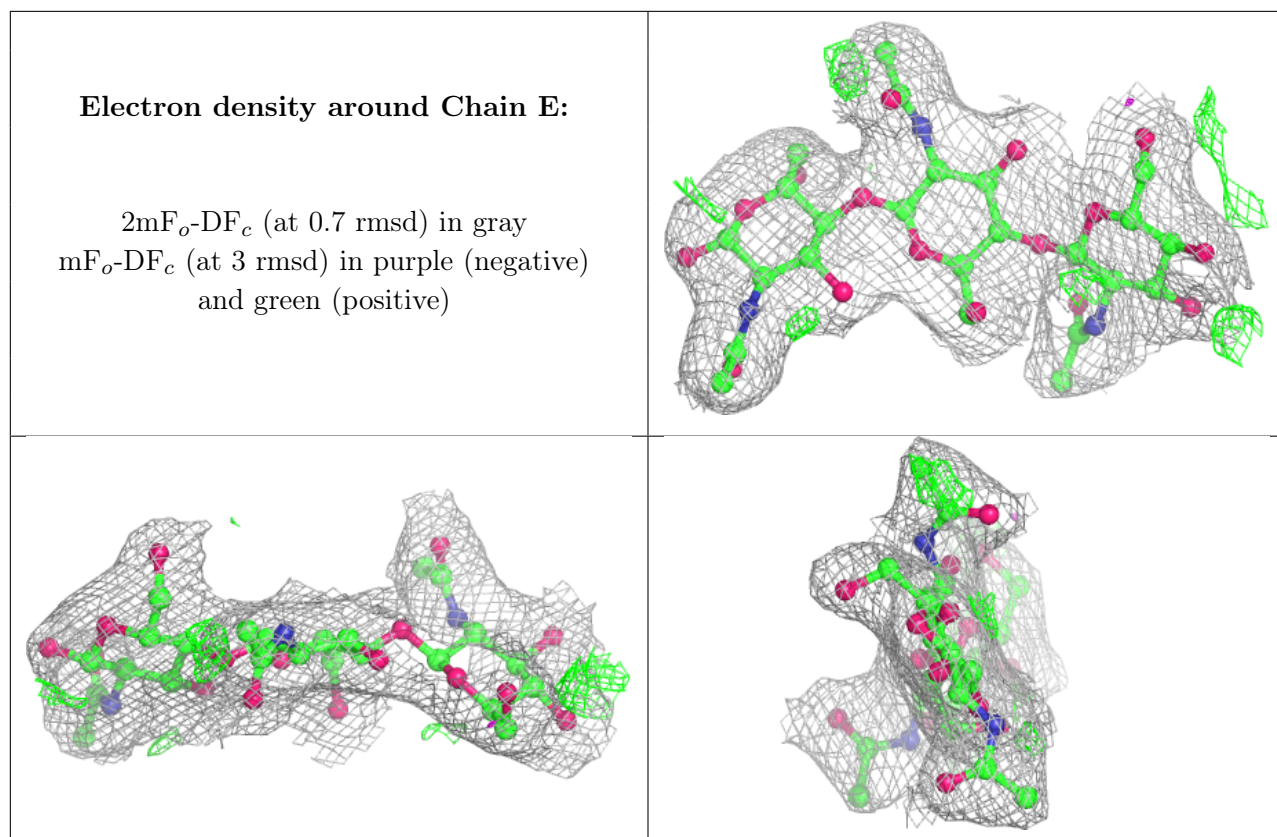 Electron density around Chain E:
2mFₒ-DF𝒸 (at 0.7 rmsd) in gray
mFₒ-DF𝒸 (at 3 rmsd) in purple (negative)
and green (positive)